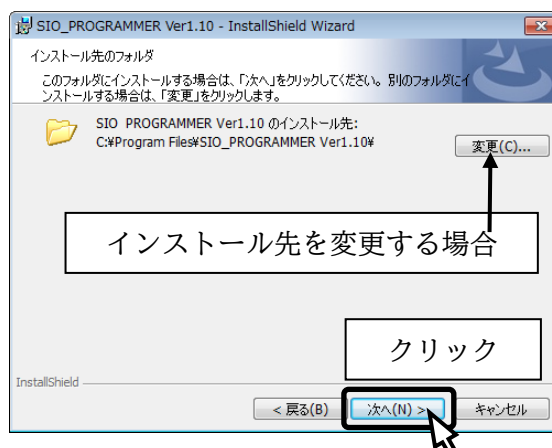 SIO_PROGRAMMER Ver1.10 - InstallShield Wizard
インストール先のフォルダ
このフォルダにインストールする場合は、「次へ」をクリックしてください。別のフォルダにイ
ンストールする場合は、「変更」をクリックします。
SIO PROGRAMMER Ver1.10 のインストール先:
C:¥Program Files¥SIO_PROGRAMMER Ver1.10¥
変更(C)...
インストール先を変更する場合
クリック
InstallShield
< 戻る(B)
次へ(N) >
キャンセル